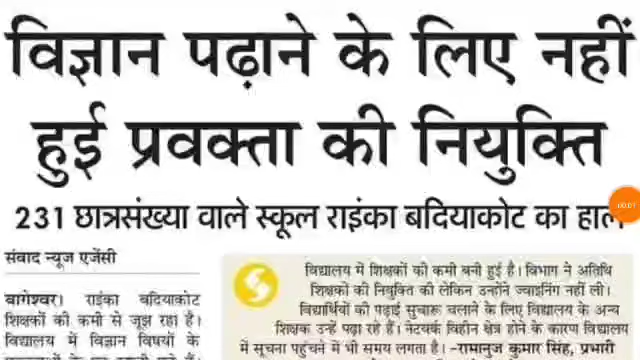 विज्ञान पढ़ाने के लिए नहीं
हुई प्रवक्ता की नियुक्ति
231 छात्रसंख्या वाले स्कूल राइंका बदियाकोट का हाल
00:01
संवाद न्यूज एजेंसी
बागेश्वर। राइंका बदियाकोट
शिक्षकों की कमी से जूझ रहा है।
विद्यालय में विज्ञान विषयों के
विद्यालय में शिक्षकों की कमी बनी हुई है। विभाग ने अतिथि
शिक्षकों की नियुक्ति की लेकिन उन्होंने ज्वाइनिंग नहीं ली।
विद्यार्थियों की पढ़ाई सुचारू चलाने के लिए विद्यालय के अन्य
शिक्षक उन्हें पढ़ा रहे हैं। नेटवर्क विहीन क्षेत्र होने के कारण विद्यालय
में सूचना पहुंचने में भी समय लगता है। -रामानुज कुमार सिंह, प्रभारी